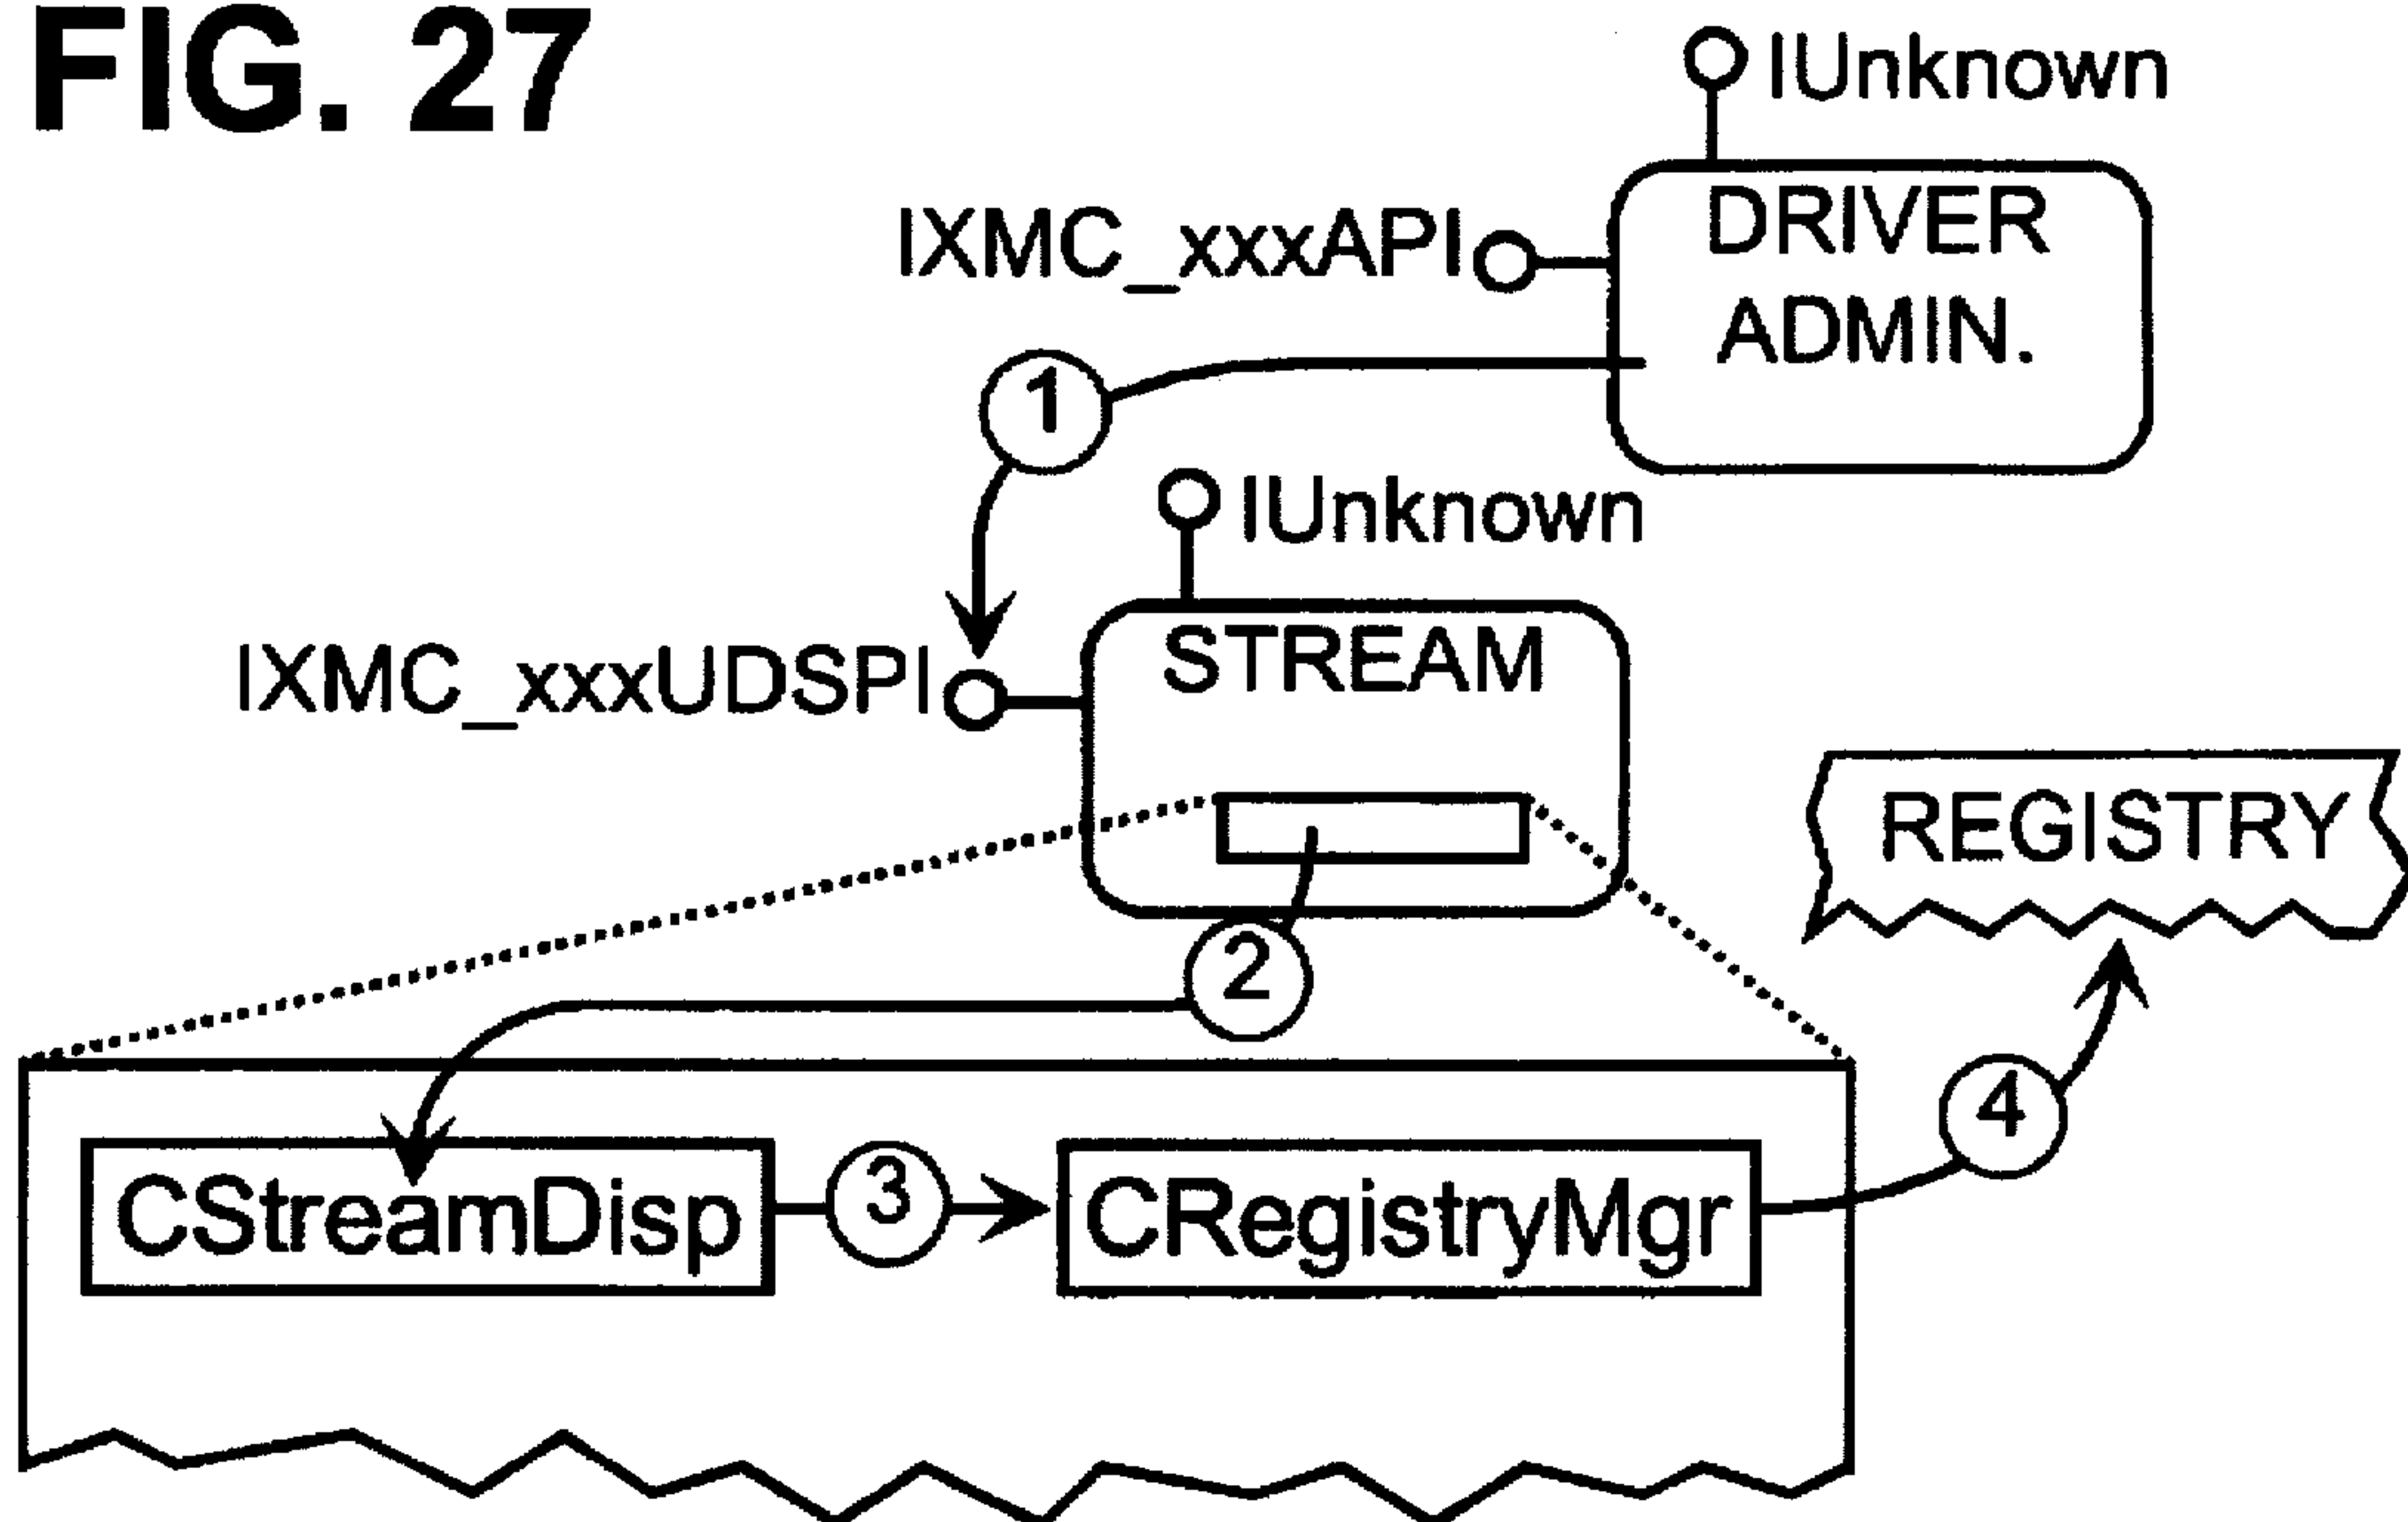 FIG. 27
IUnknown
IXMC_xxxAPI
DRIVER
ADMIN.
1
IUnknown
IXMC_xxxUDSPI
STREAM
REGISTRY
2
4
CStreamDisp
3
CRegistryMgr